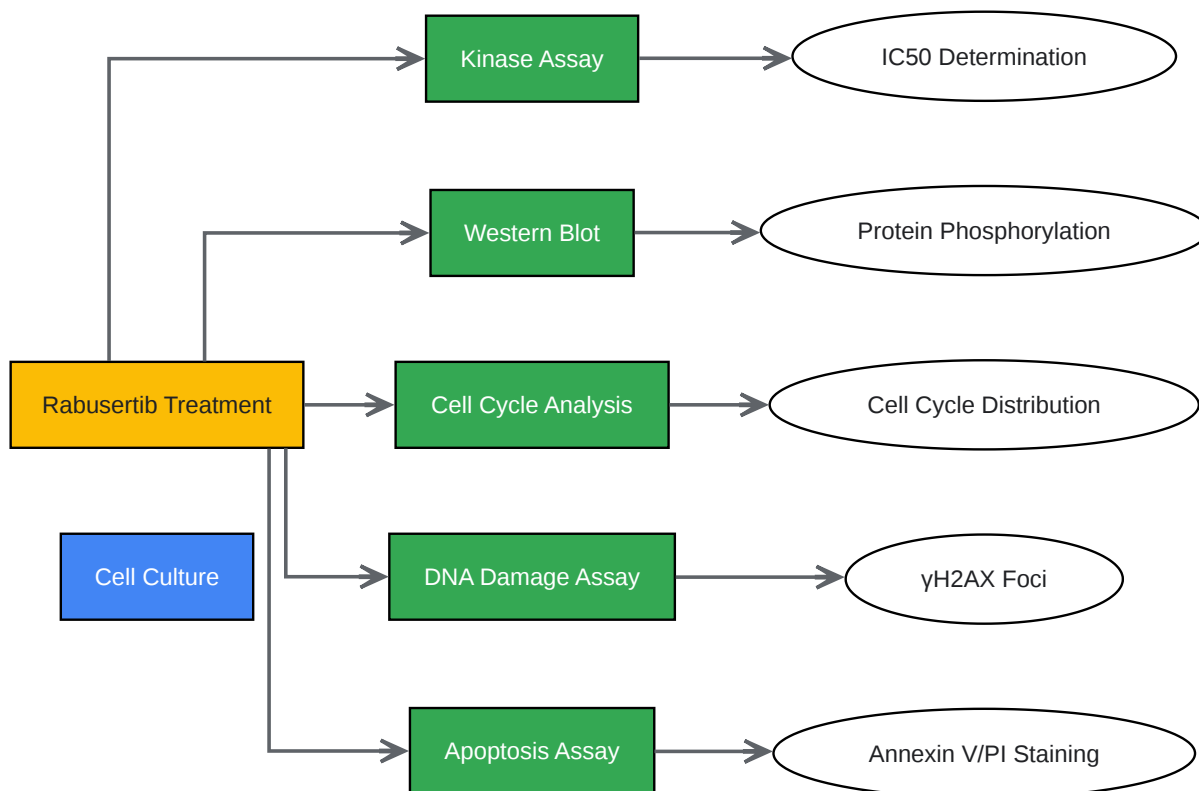 Kinase Assay
IC50 Determination
Western Blot
Protein Phosphorylation
Rabusertib Treatment
Cell Cycle Analysis
Cell Cycle Distribution
Cell Culture
DNA Damage Assay
γH2AX Foci
Apoptosis Assay
Annexin V/PI Staining